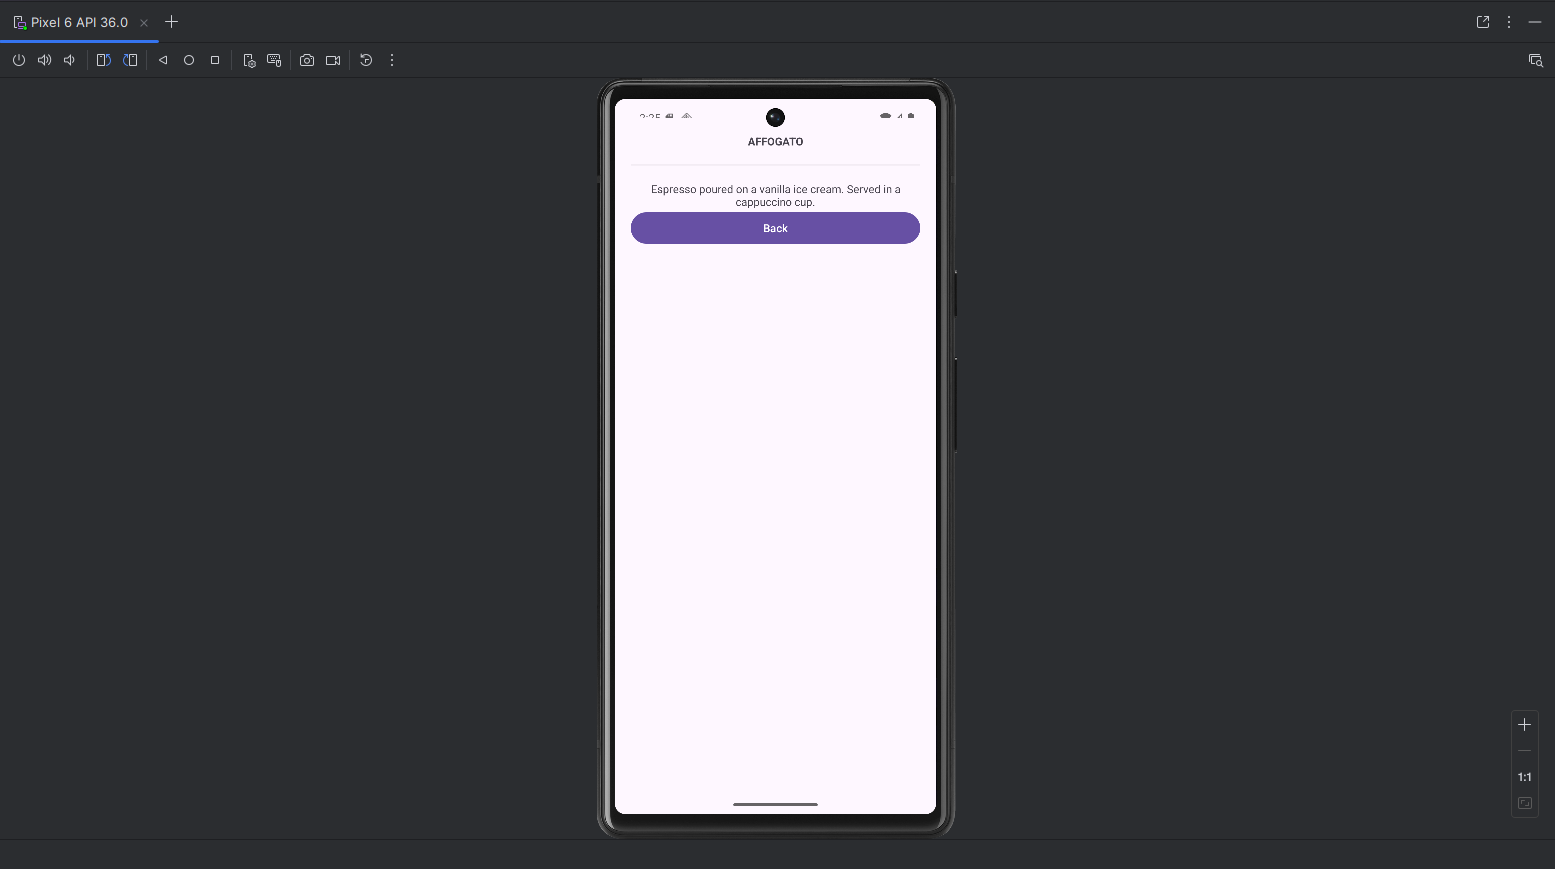 Pixel 6 API 36.0
AFFOGATO
Espresso poured on a vanilla ice cream. Served in a
cappuccino cup.
Back
1:1